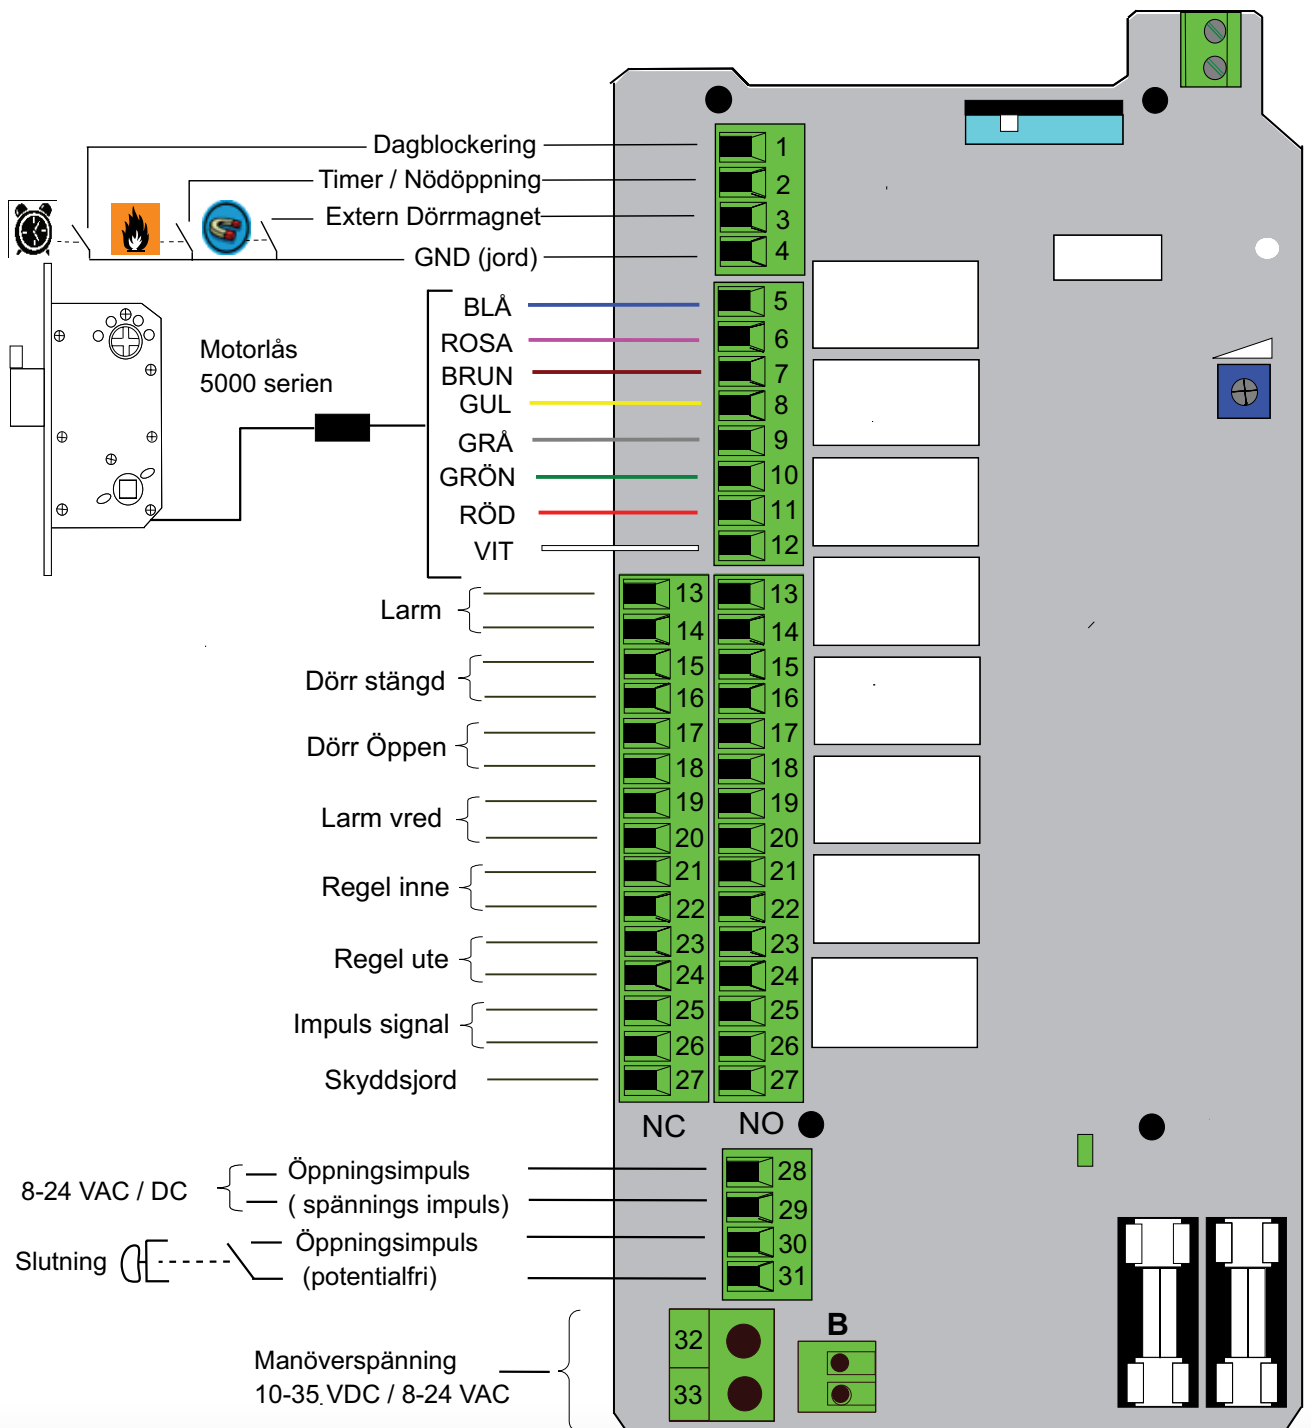 Dagblockering
1
Timer / Nödöppning
2
Extern Dörrmagnet
3
GND (jord)
4
BLÅ
5
ROSA
6
Motorlås
5000 serien
BRUN
7
GUL
8
GRÅ
9
GRÖN
10
RÖD
11
VIT
12
Larm
13 13
14 14
Dörr stängd
15 15
16 16
Dörr Öppen
17 17
18 18
Larm vred
19 19
20 20
Regel inne
21 21
22 22
Regel ute
23 23
24 24
Impuls signal
25 25
26 26
Skyddsjord
27 27
NC NO
8-24 VAC / DC
Öppningsimpuls
28
( spännings impuls)
29
Slutning
Öppningsimpuls
30
(potentialfri)
31
B
32
Manöverspänning
10-35 VDC / 8-24 VAC
33